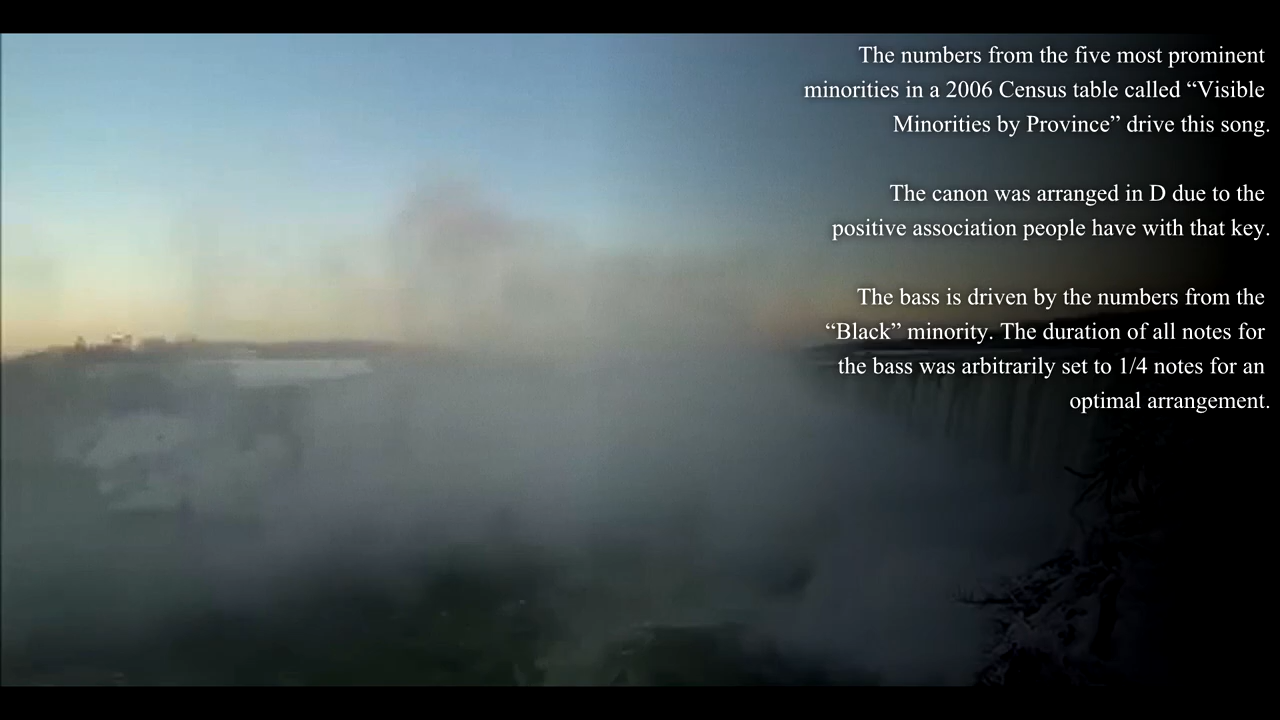 The numbers from the five most prominent
minorities in a 2006 Census table called “Visible
Minorities by Province” drive this song.
The canon was arranged in D due to the
positive association people have with that key.
The bass is driven by the numbers from the
“Black” minority. The duration of all notes for
the bass was arbitrarily set to 1/4 notes for an
optimal arrangement.